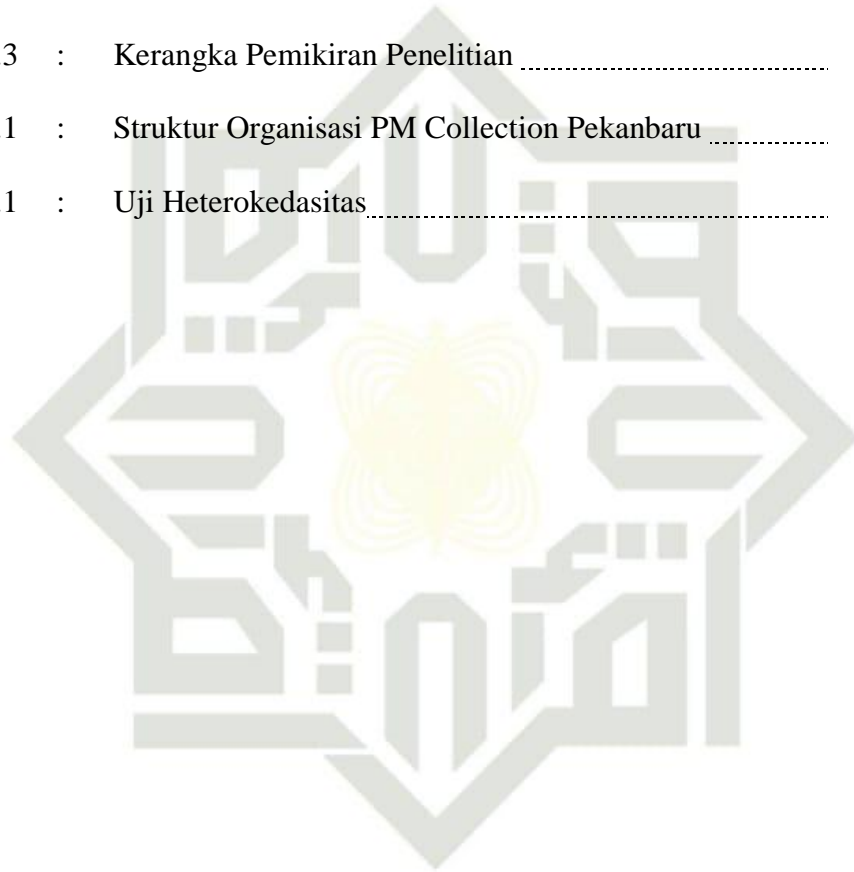 .3 : Kerangka Pemikiran Penelitian
.1 : Struktur Organisasi PM Collection Pekanbaru
.1 : Uji Heterokedasitas